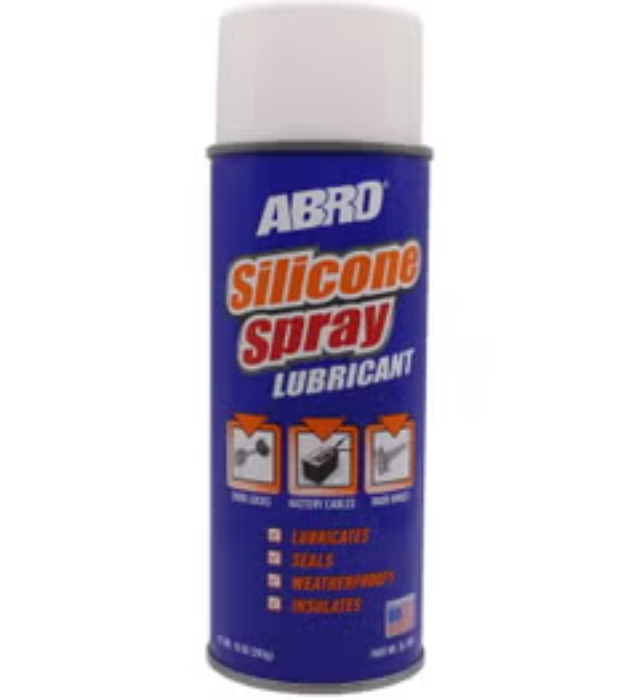 ABRO®
Silicone
Spray
LUBRICANT
DOOR LOCKS BATTERY CABLES DOOR HINGES
LUBRICATES
SEALS
WEATHERPROOFS
INSULATES